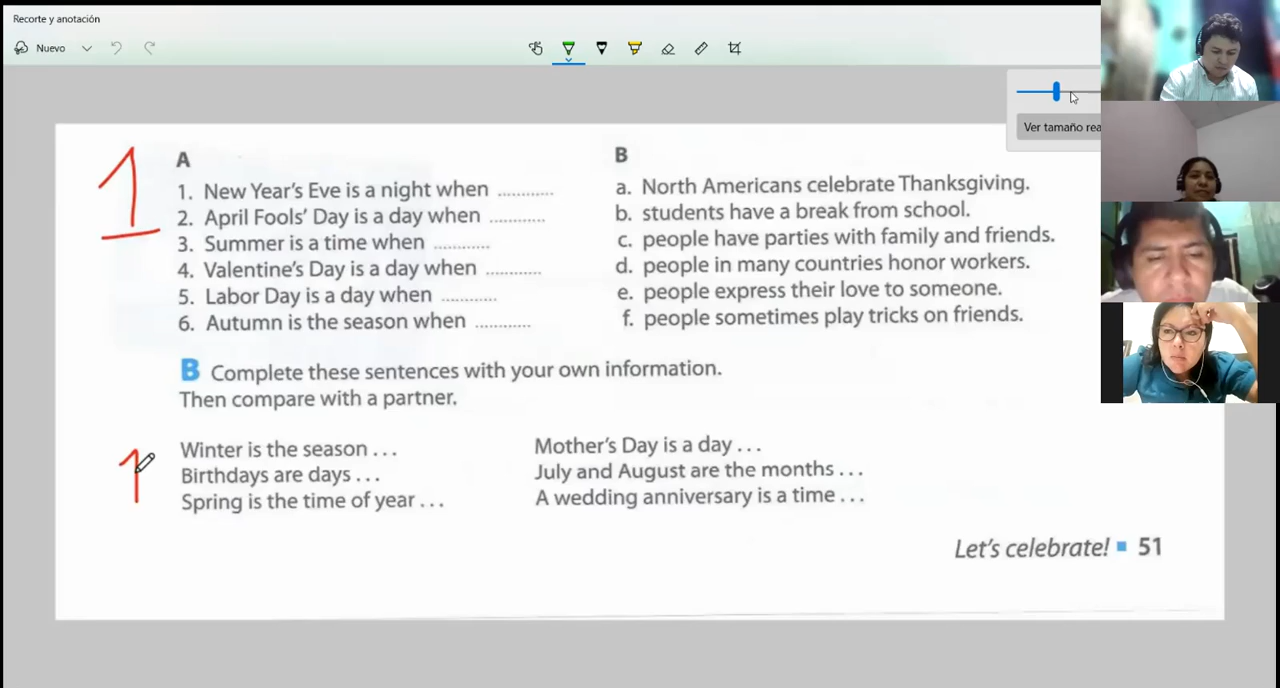 Recorte y anotación
Nuevo
Ver tamaño rea
1
A
1. New Year's Eve is a night when ............
2. April Fools' Day is a day when ............
3. Summer is a time when ............
4. Valentine's Day is a day when ............
5. Labor Day is a day when ............
6. Autumn is the season when ............
B
a. North Americans celebrate Thanksgiving.
b. students have a break from school.
c. people have parties with family and friends.
d. people in many countries honor workers.
e. people express their love to someone.
f. people sometimes play tricks on friends.
B Complete these sentences with your own information.
Then compare with a partner.
1
Winter is the season . . .
Birthdays are days . . .
Spring is the time of year . . .
Mother's Day is a day . . .
July and August are the months . . .
A wedding anniversary is a time . . .
Let's celebrate! ■ 51